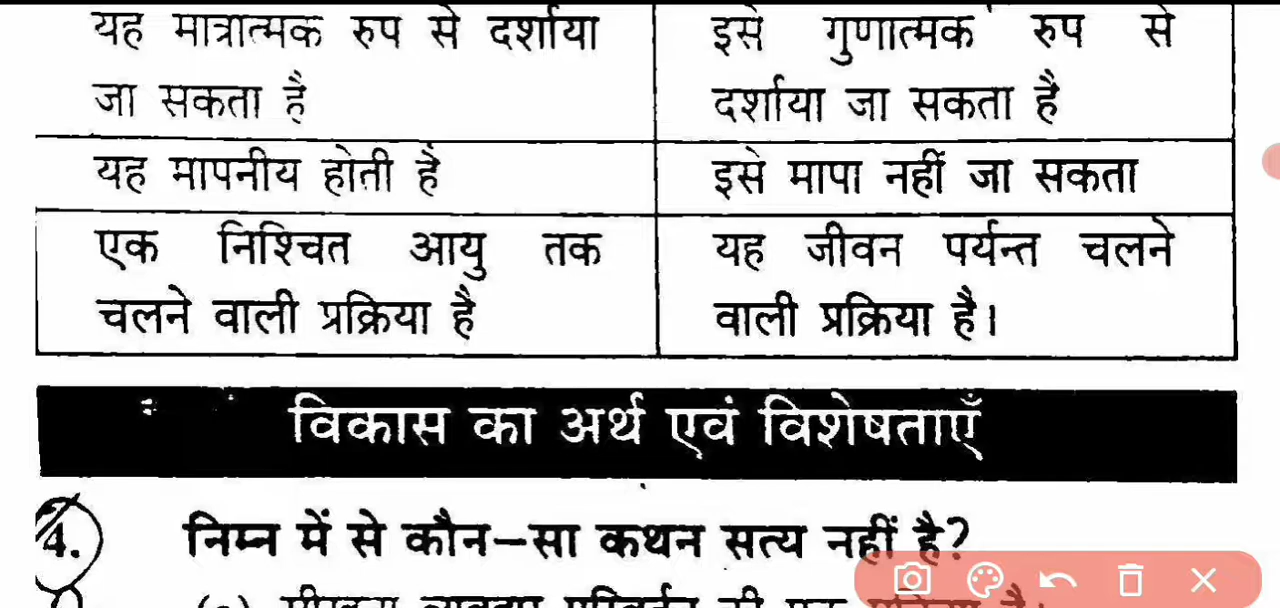 यह मात्रात्मक रुप से दर्शाया
जा सकता है
इसे गुणात्मक रुप से
दर्शाया जा सकता है
यह मापनीय होती है
इसे मापा नहीं जा सकता
एक निश्चित आयु तक
चलने वाली प्रक्रिया है
यह जीवन पर्यन्त चलने
वाली प्रक्रिया है।
विकास का अर्थ एवं विशेषताएँ
4. निम्न में से कौन–सा कथन सत्य नहीं है?